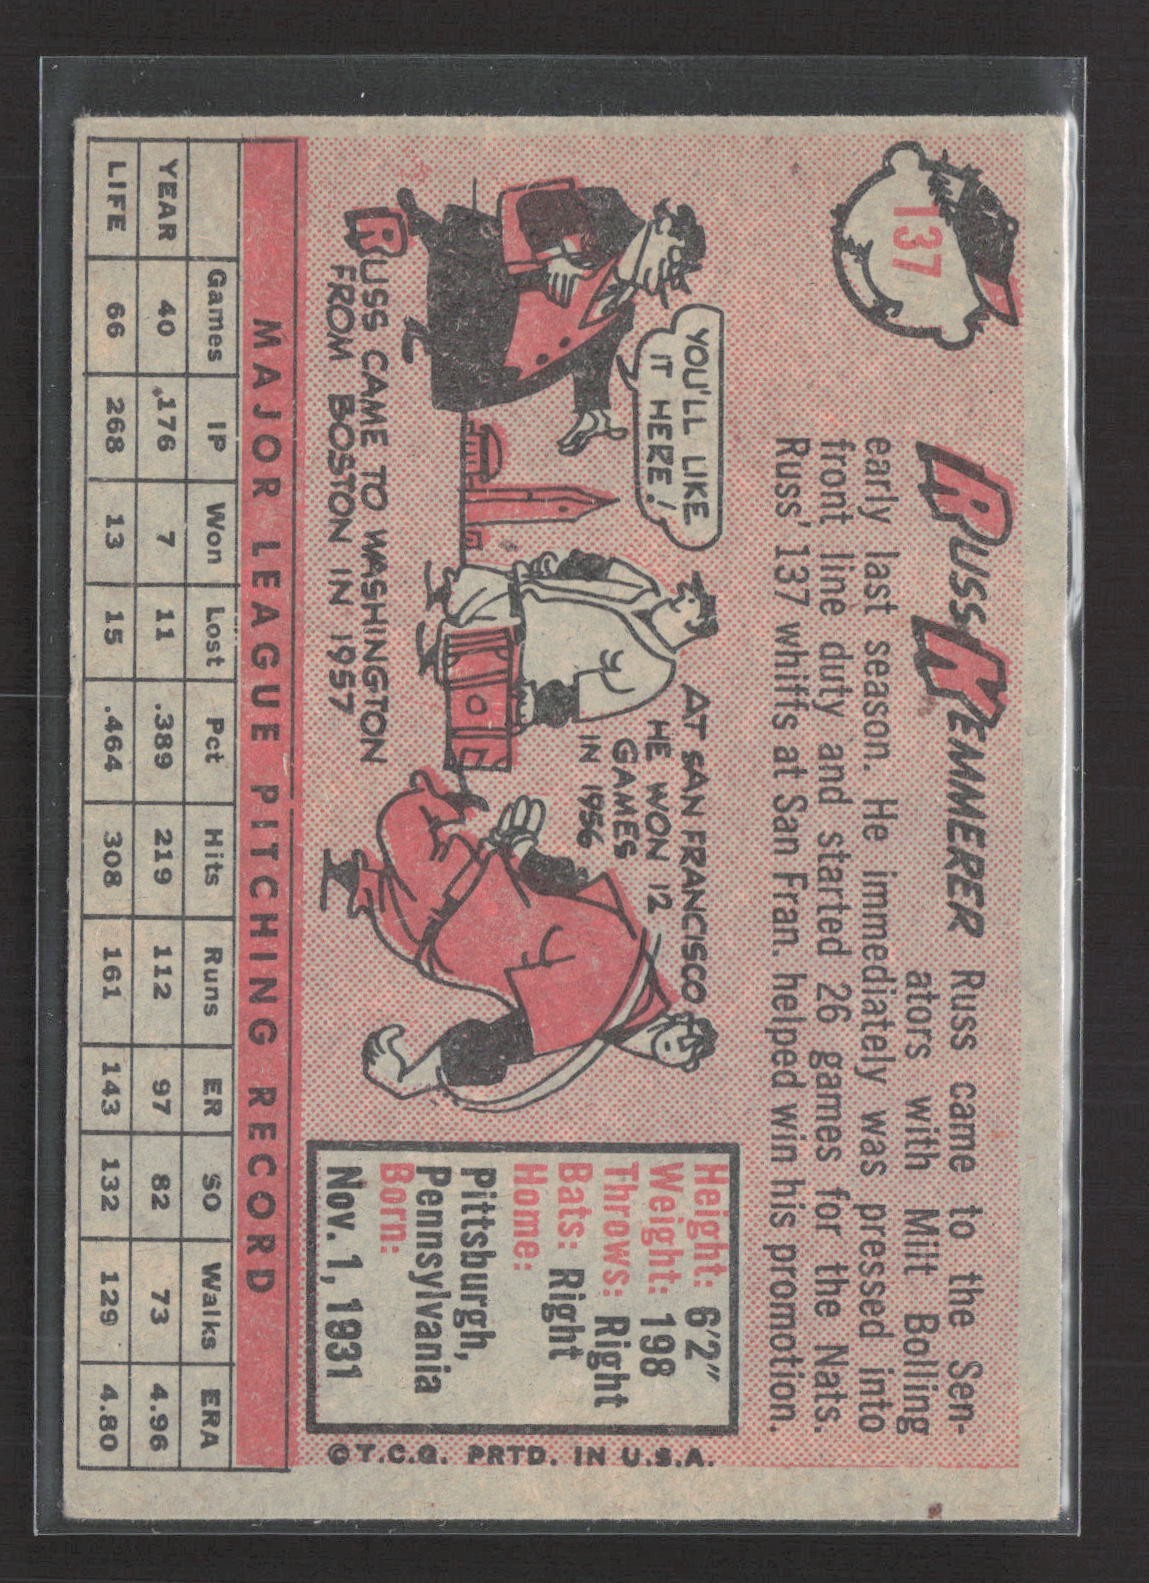 137
RUSS KEMMERER
Russ came to the Sen-
ators with Milt Bolling
early last season. He immediately was pressed into
front line duty and started 26 games for the Nats.
Russ' 137 whiffs at San Fran. helped win his promotion.
YOU'LL LIKE
IT HERE!
RUSS CAME TO WASHINGTON
FROM BOSTON IN 1957
AT SAN FRANCISCO
HE WON 12
GAMES
IN 1956
Height: 6'2"
Weight: 198
Throws: Right
Bats: Right
Home:
Pittsburgh,
Pennsylvania
Born:
Nov. 1, 1931
©T.C.G. PRTD. IN U.S.A.
MAJOR LEAGUE PITCHING RECORD
Games IP Won Lost Pct Hits Runs ER SO Walks ERA
YEAR 40 176 7 11 .389 219 112 97 82 73 4.96
LIFE 66 268 13 15 .464 308 161 143 132 129 4.80